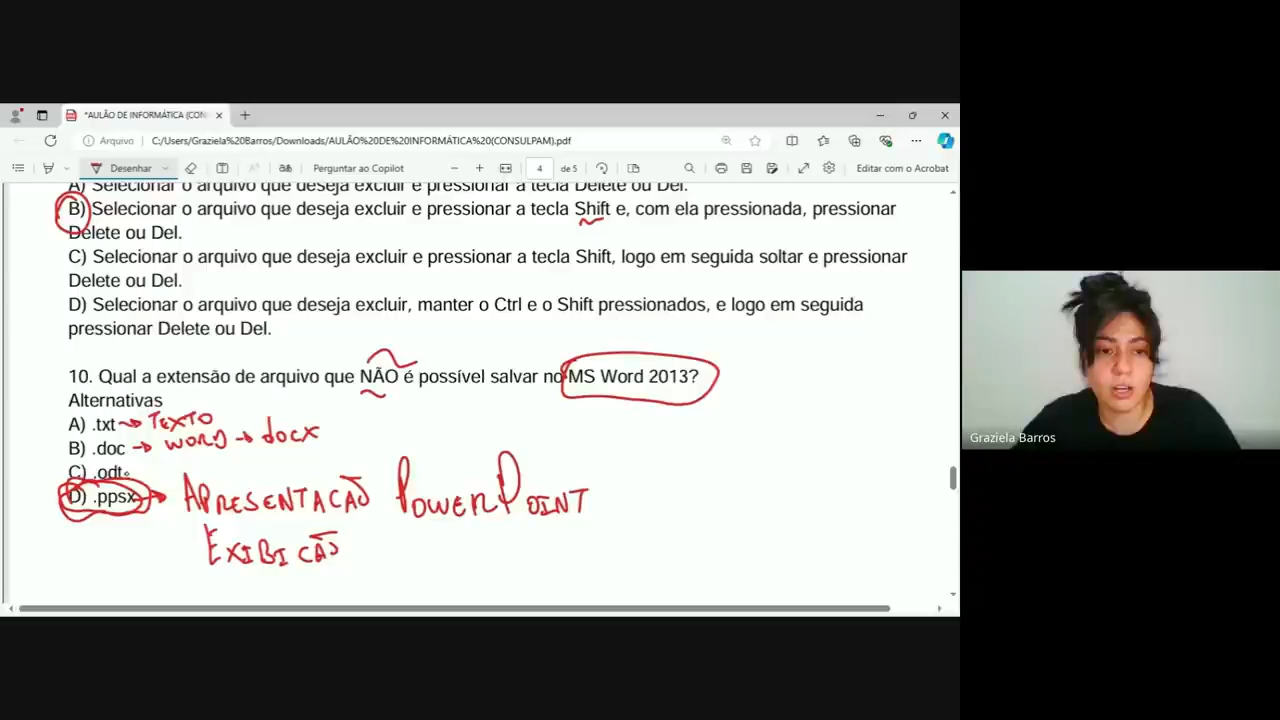 *AULÃO DE INFORMÁTICA (CON
Arquivo C:/Users/Graziela%20Barros/Downloads/AULÃO%20DE%20INFORMÁTICA%20(CONSULPAM).pdf
Desenhar Perguntar ao Copilot 4 de 5 Editar com o Acrobat
A) Selecionar o arquivo que deseja excluir e pressionar a tecla Delete ou Del.
B) Selecionar o arquivo que deseja excluir e pressionar a tecla Shift e, com ela pressionada, pressionar
Delete ou Del.
C) Selecionar o arquivo que deseja excluir e pressionar a tecla Shift, logo em seguida soltar e pressionar
Delete ou Del.
D) Selecionar o arquivo que deseja excluir, manter o Ctrl e o Shift pressionados, e logo em seguida
pressionar Delete ou Del.
10. Qual a extensão de arquivo que NÃO é possível salvar no MS Word 2013?
Alternativas
A) .txt → TEXTO
B) .doc → WORD → docx
C) .odt
D) .ppsx → APRESENTAÇÃO POWERPOINT
EXIBIÇÃO
Graziela Barros